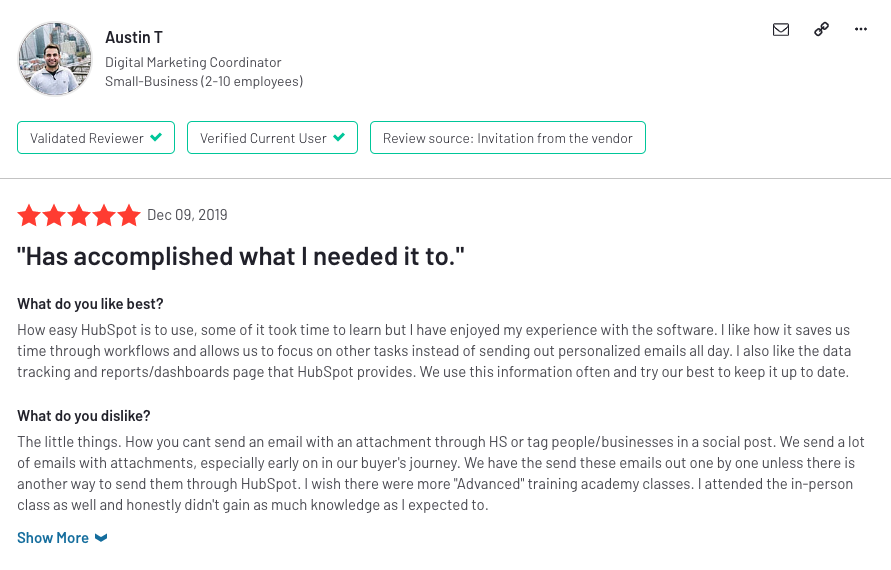 Austin T
Digital Marketing Coordinator
Small-Business (2-10 employees)
Validated Reviewer
Verified Current User
Review source: Invitation from the vendor
Dec 09, 2019
"Has accomplished what I needed it to."
What do you like best?
How easy HubSpot is to use, some of it took time to learn but I have enjoyed my experience with the software. I like how it saves us
time through workflows and allows us to focus on other tasks instead of sending out personalized emails all day. I also like the data
tracking and reports/dashboards page that HubSpot provides. We use this information often and try our best to keep it up to date.
What do you dislike?
The little things. How you cant send an email with an attachment through HS or tag people/businesses in a social post. We send a lot
of emails with attachments, especially early on in our buyer's journey. We have the send these emails out one by one unless there is
another way to send them through HubSpot. I wish there were more "Advanced" training academy classes. I attended the in-person
class as well and honestly didn't gain as much knowledge as I expected to.
Show More